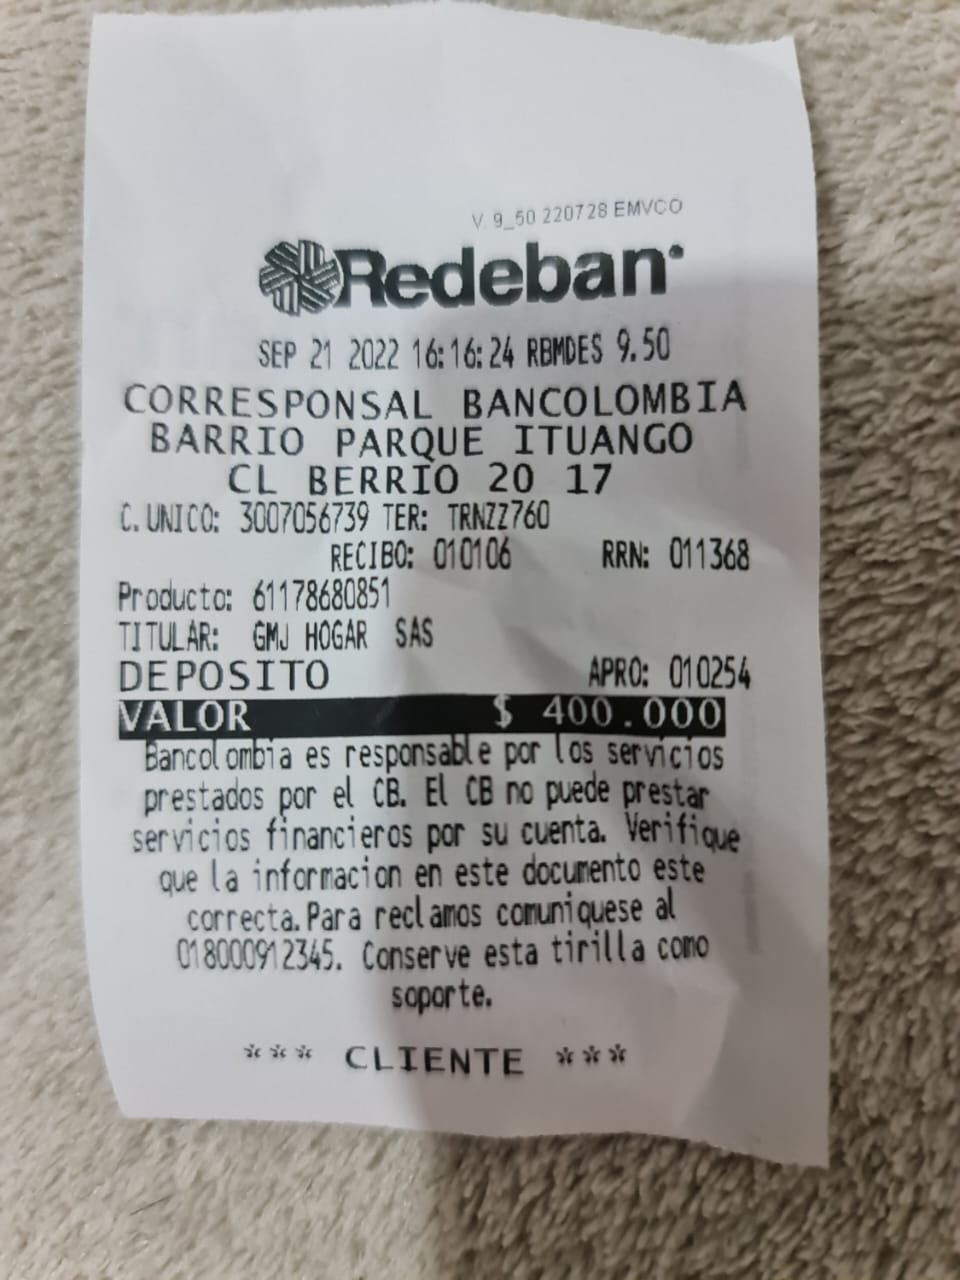 V. 9_50 220728 EMVCO
Redeban
SEP 21 2022 16:16:24 RBMDES 9.50
CORRESPONSAL BANCOLOMBIA
BARRIO PARQUE ITUANGO
CL BERRIO 20 17
C. UNICO: 3007056739 TER: TRNZZ760
RECIBO: 010106 RRN: 011368
Producto: 61178680851
TITULAR: GMJ HOGAR SAS
DEPOSITO APRO: 010254
VALOR $ 400.000
Bancolombia es responsable por los servicios
prestados por el CB. El CB no puede prestar
servicios financieros por su cuenta. Verifique
que la informacion en este documento este
correcta. Para reclamos comuniquese al
018000912345. Conserve esta tirilla como
soporte.
*** CLIENTE ***